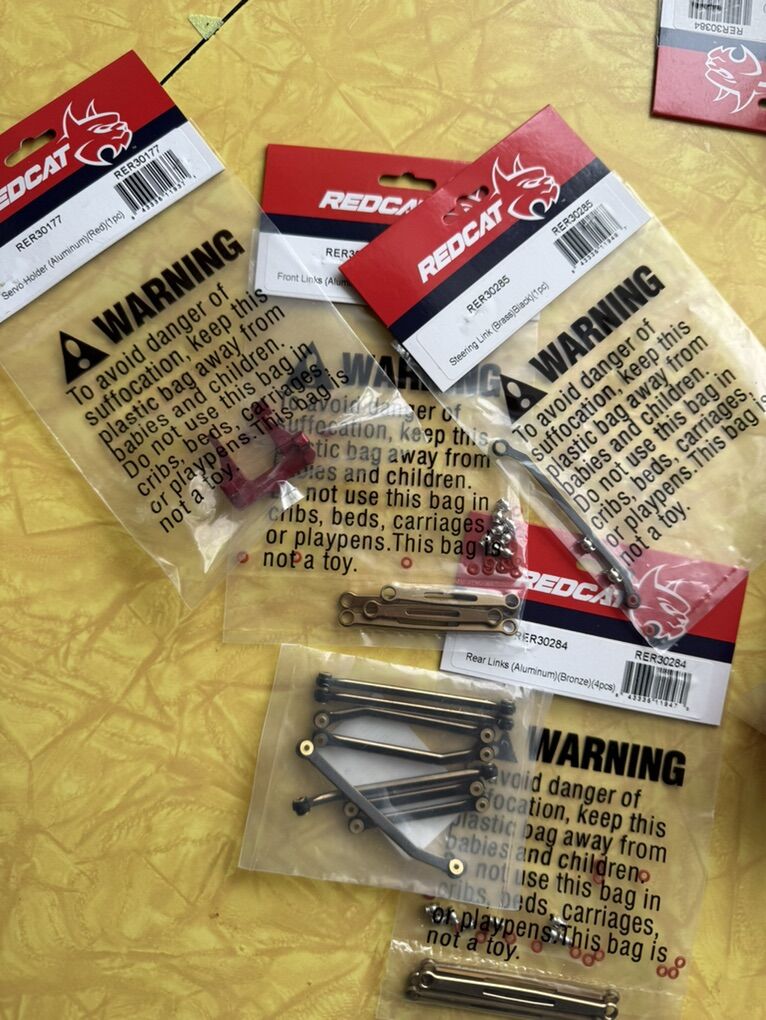 REDCAT
RER30177
RER30177
Servo Holder (Aluminum)(Red)(1pc)
WARNING
To avoid danger of
suffocation, keep this
plastic bag away from
babies and children.
Do not use this bag in
cribs, beds, carriages
or playpens.This bag is
not a toy.
REDCAT
Front Links
WARNING
To avoid danger of
suffocation, keep this
plastic bag away from
babies and children.
Do not use this bag in
cribs, beds, carriages,
or playpens.This bag is
not a toy.
REDCAT
RER30285
RER30285
Steering Link (Brass)(Black)(1pc)
WARNING
To avoid danger of
suffocation, keep this
plastic bag away from
babies and children.
Do not use this bag in
cribs, beds, carriages
or playpens.This bag is
not a toy.
RER30384
REDCAT
RER30284
RER30284
Rear Links (Aluminum)(Bronze)(4pcs)
WARNING
avoid danger of
suffocation, keep this
plastic bag away from
babies and children.
not use this bag in
cribs, beds, carriages,
or playpens.This bag is
not a toy.